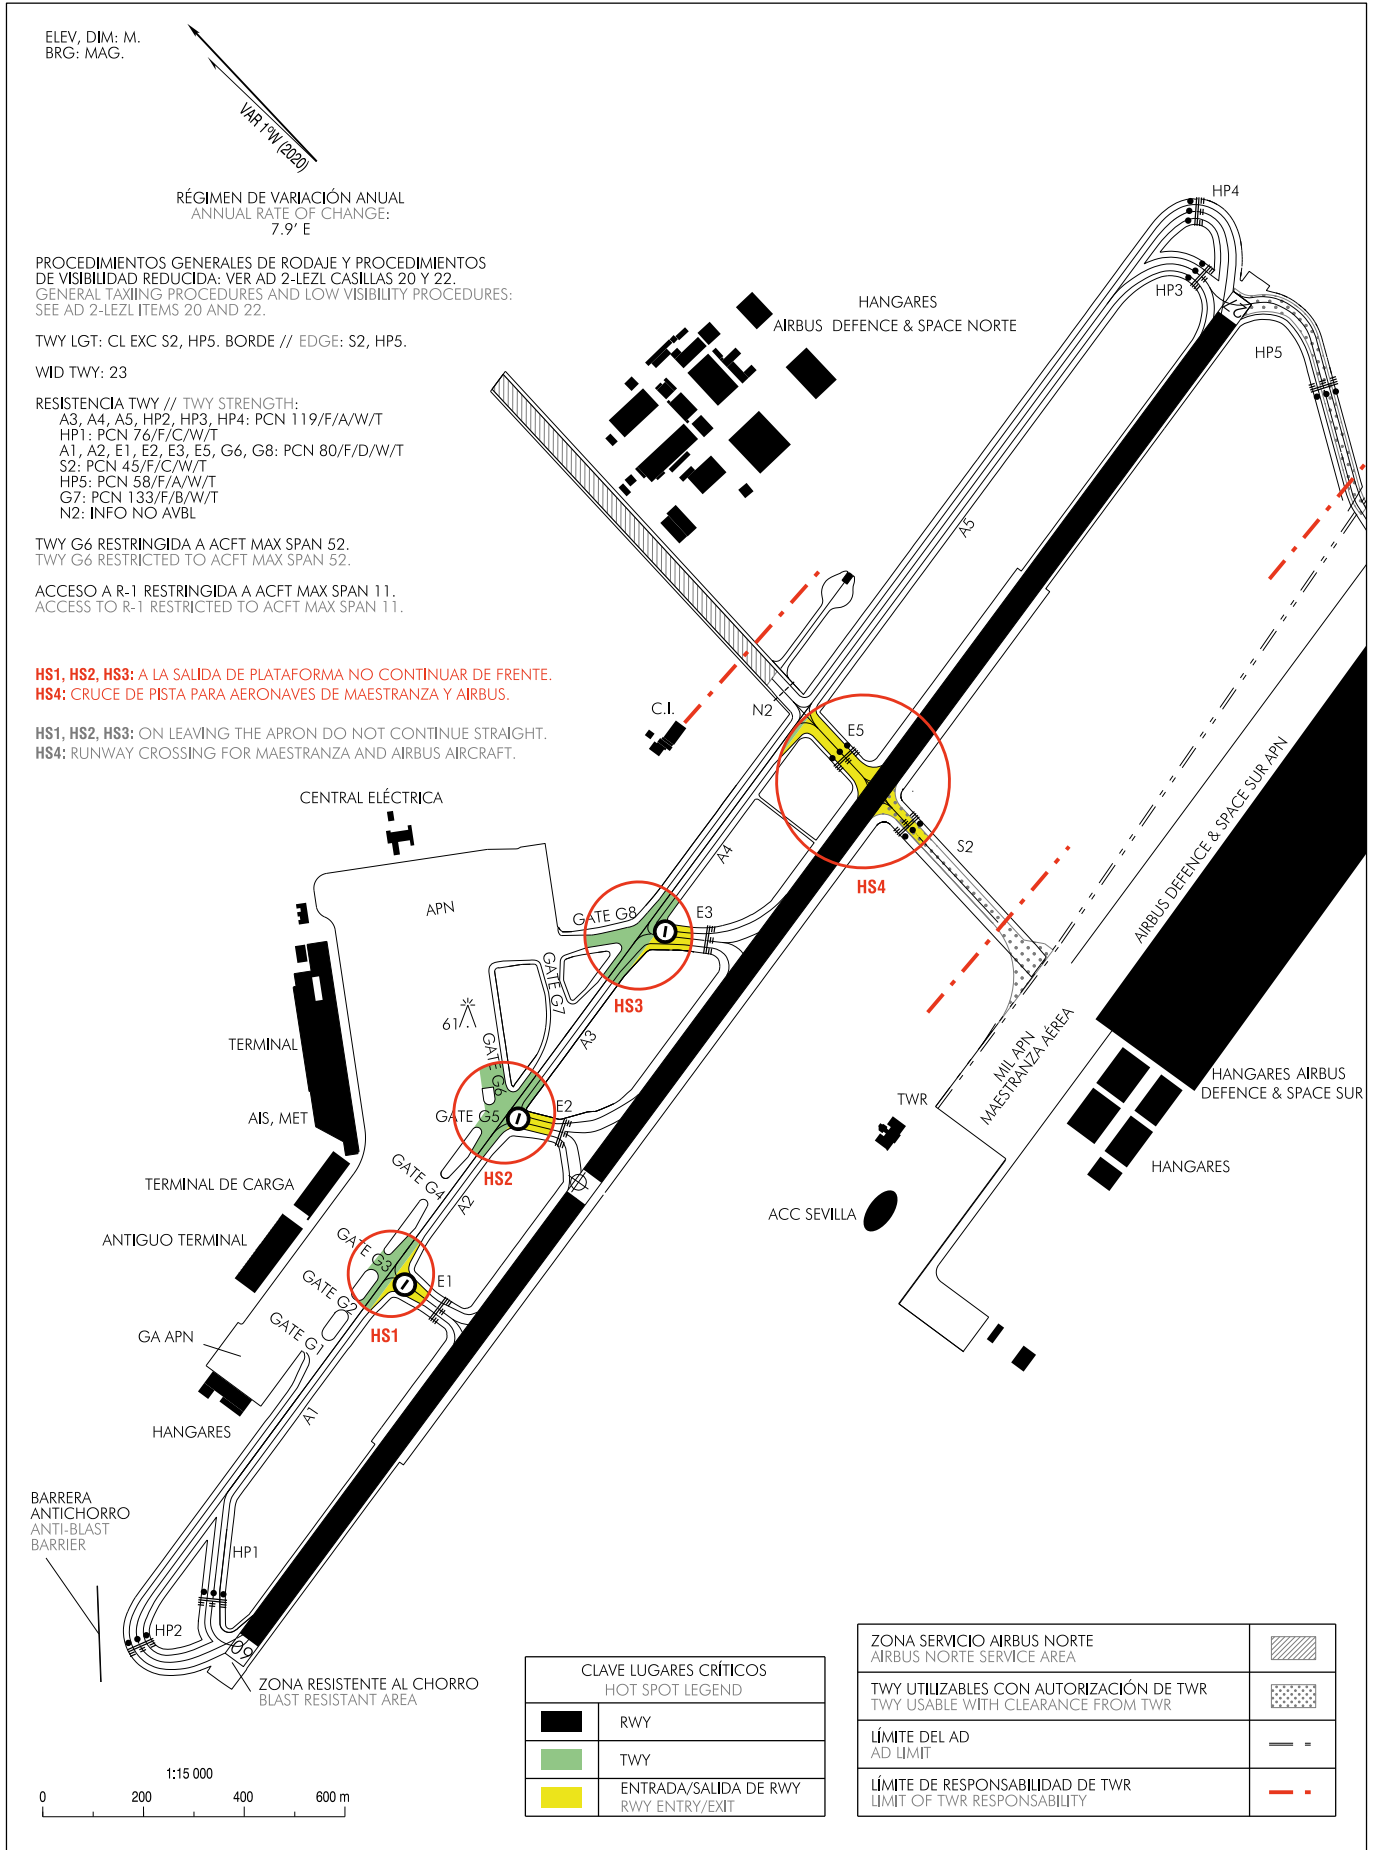 ELEV, DIM: M.
BRG: MAG.
VAR 1°W (2020)
RÉGIMEN DE VARIACIÓN ANUAL
ANNUAL RATE OF CHANGE:
7.9' E
PROCEDIMIENTOS GENERALES DE RODAJE Y PROCEDIMIENTOS
DE VISIBILIDAD REDUCIDA: VER AD 2-LEZL CASILLAS 20 Y 22.
GENERAL TAXIING PROCEDURES AND LOW VISIBILITY PROCEDURES:
SEE AD 2-LEZL ITEMS 20 AND 22.
TWY LGT: CL EXC S2, HP5. BORDE // EDGE: S2, HP5.
WID TWY: 23
RESISTENCIA TWY // TWY STRENGTH:
A3, A4, A5, HP2, HP3, HP4: PCN 119/F/A/W/T
HP1: PCN 76/F/C/W/T
A1, A2, E1, E2, E3, E5, G6, G8: PCN 80/F/D/W/T
S2: PCN 45/F/C/W/T
HP5: PCN 58/F/A/W/T
G7: PCN 133/F/B/W/T
N2: INFO NO AVBL
TWY G6 RESTRINGIDA A ACFT MAX SPAN 52.
TWY G6 RESTRICTED TO ACFT MAX SPAN 52.
ACCESO A R-1 RESTRINGIDA A ACFT MAX SPAN 11.
ACCESS TO R-1 RESTRICTED TO ACFT MAX SPAN 11.
HS1, HS2, HS3: A LA SALIDA DE PLATAFORMA NO CONTINUAR DE FRENTE.
HS4: CRUCE DE PISTA PARA AERONAVES DE MAESTRANZA Y AIRBUS.
HS1, HS2, HS3: ON LEAVING THE APRON DO NOT CONTINUE STRAIGHT.
HS4: RUNWAY CROSSING FOR MAESTRANZA AND AIRBUS AIRCRAFT.
HP4
HP3
27
HP5
HANGARES
AIRBUS DEFENCE & SPACE NORTE
A5
N2
C.I.
E5
S2
HS4
A4
AIRBUS DEFENCE & SPACE SUR APN
CENTRAL ELÉCTRICA
APN
GATE G8
E3
HS3
GATE G7
61
A3
GATE G6
GATE G5
E2
HS2
TERMINAL
AIS, MET
TERMINAL DE CARGA
ANTIGUO TERMINAL
GATE G4
A2
GATE G3
GATE G2
GATE G1
E1
HS1
GA APN
HANGARES
A1
MIL APN
MAESTRANZA AÉREA
TWR
ACC SEVILLA
HANGARES AIRBUS
DEFENCE & SPACE SUR
HANGARES
BARRERA
ANTICHORRO
ANTI-BLAST
BARRIER
HP1
HP2
09
ZONA RESISTENTE AL CHORRO
BLAST RESISTANT AREA
1:15 000
0 200 400 600 m
CLAVE LUGARES CRÍTICOS
HOT SPOT LEGEND
RWY
TWY
ENTRADA/SALIDA DE RWY
RWY ENTRY/EXIT
ZONA SERVICIO AIRBUS NORTE
AIRBUS NORTE SERVICE AREA
TWY UTILIZABLES CON AUTORIZACIÓN DE TWR
TWY USABLE WITH CLEARANCE FROM TWR
LÍMITE DEL AD
AD LIMIT
LÍMITE DE RESPONSABILIDAD DE TWR
LIMIT OF TWR RESPONSABILITY